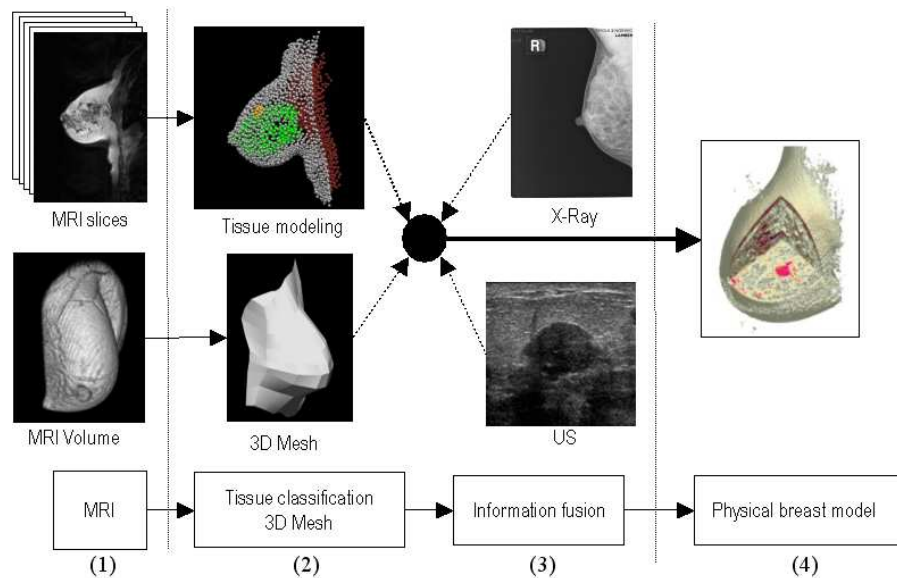 R
MRI slices
Tissue modeling
X-Ray
MRI Volume
3D Mesh
US
MRI
Tissue classification
3D Mesh
Information fusion
Physical breast model
(1)
(2)
(3)
(4)